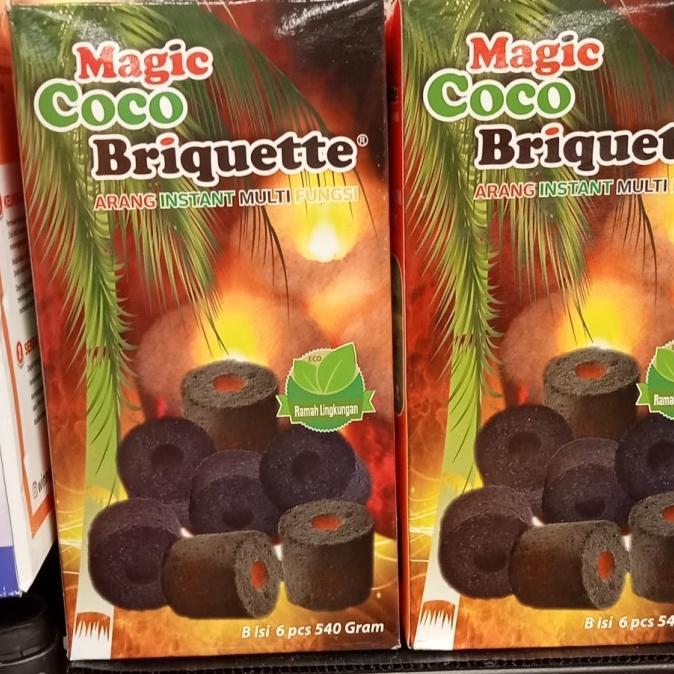 Magic
Coco
Briquette®
ARANG INSTANT MULTI FUNGSI
ECO
Ramah Lingkungan
B isi 6 pcs 540 Gram
Magic
Coco
Briquet
ARANG INSTANT MULTI
Rama
B isi 6 pcs 54